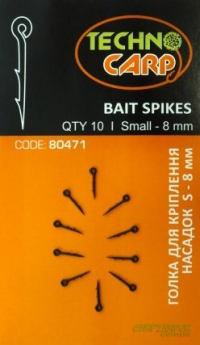 TECHNO
CARP
BAIT SPIKES
QTY 10 | Small - 8 mm
CODE: 80471
ГОЛКА ДЛЯ КРІПЛЕННЯ
НАСАДОК S - 8 мм